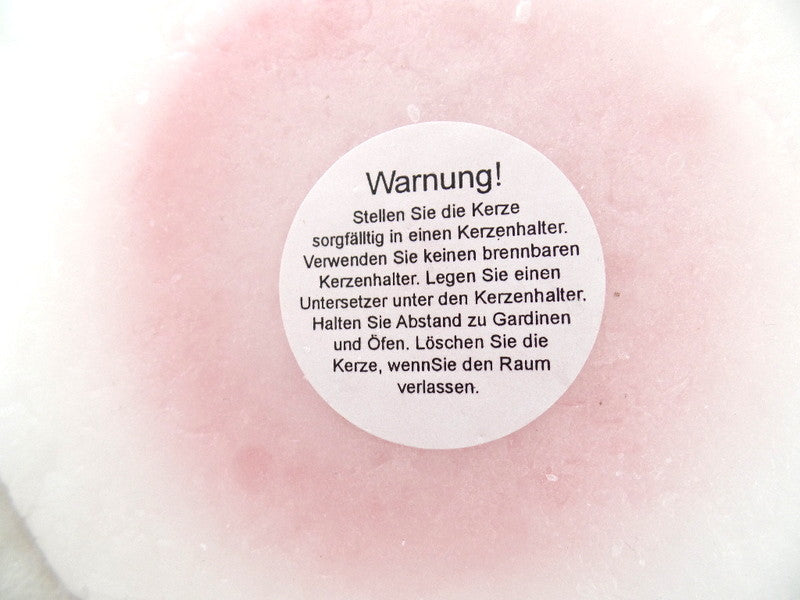 Warnung!
Stellen Sie die Kerze
sorgfälltig in einen Kerzenhalter.
Verwenden Sie keinen brennbaren
Kerzenhalter. Legen Sie einen
Untersetzer unter den Kerzenhalter.
Halten Sie Abstand zu Gardinen
und Öfen. Löschen Sie die
Kerze, wennSie den Raum
verlassen.